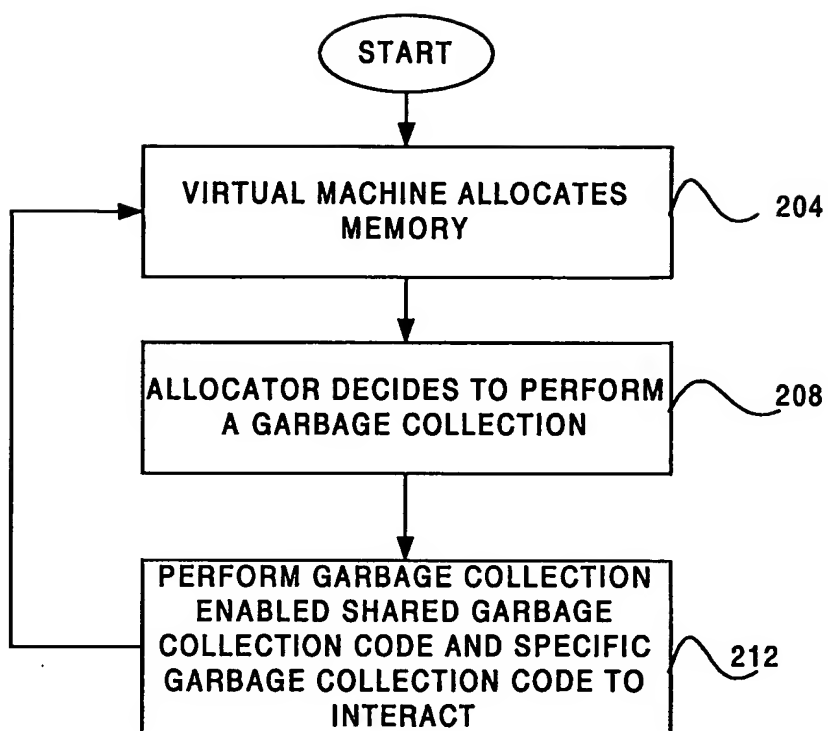 START
VIRTUAL MACHINE ALLOCATES
MEMORY
204
ALLOCATOR DECIDES TO PERFORM
A GARBAGE COLLECTION
208
PERFORM GARBAGE COLLECTION
ENABLED SHARED GARBAGE
COLLECTION CODE AND SPECIFIC
GARBAGE COLLECTION CODE TO
INTERACT
212